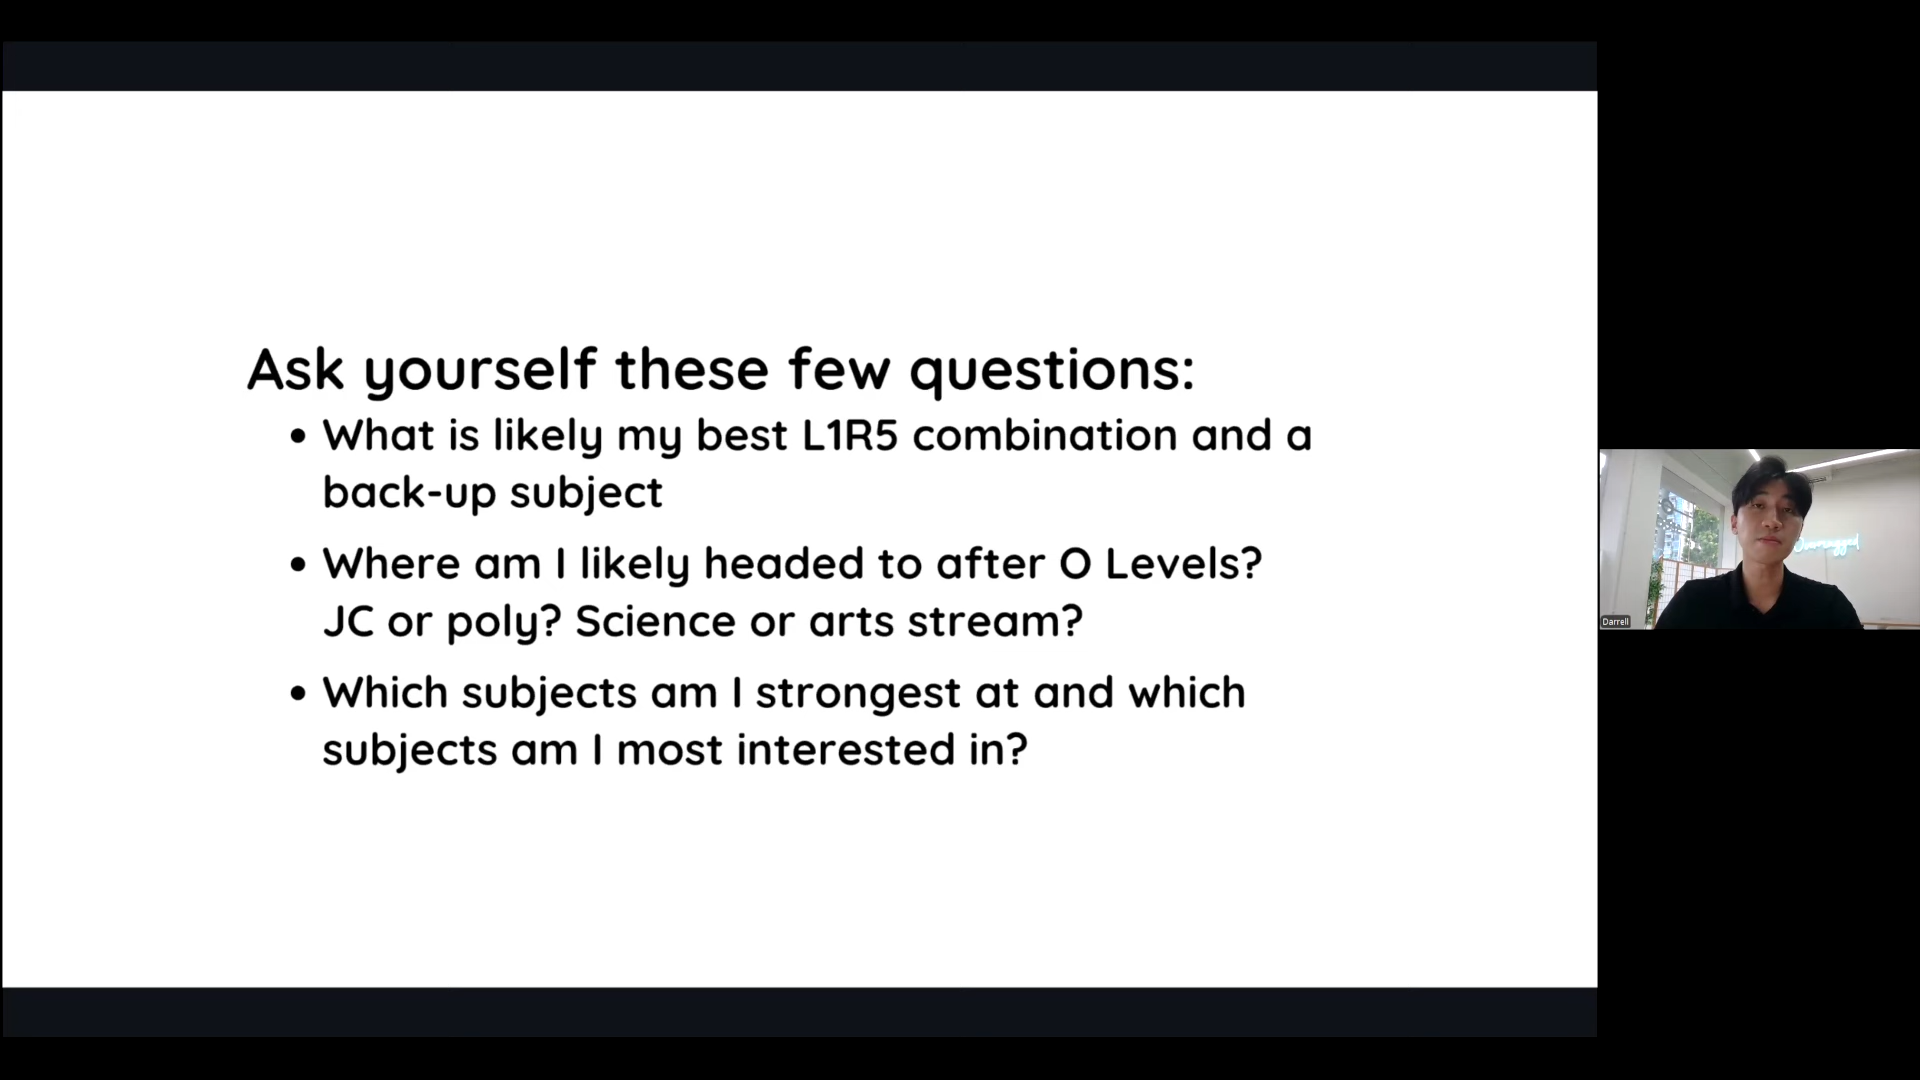 Ask yourself these few questions:
• What is likely my best L1R5 combination and a
back-up subject
• Where am I likely headed to after O Levels?
JC or poly? Science or arts stream?
• Which subjects am I strongest at and which
subjects am I most interested in?
Darrell